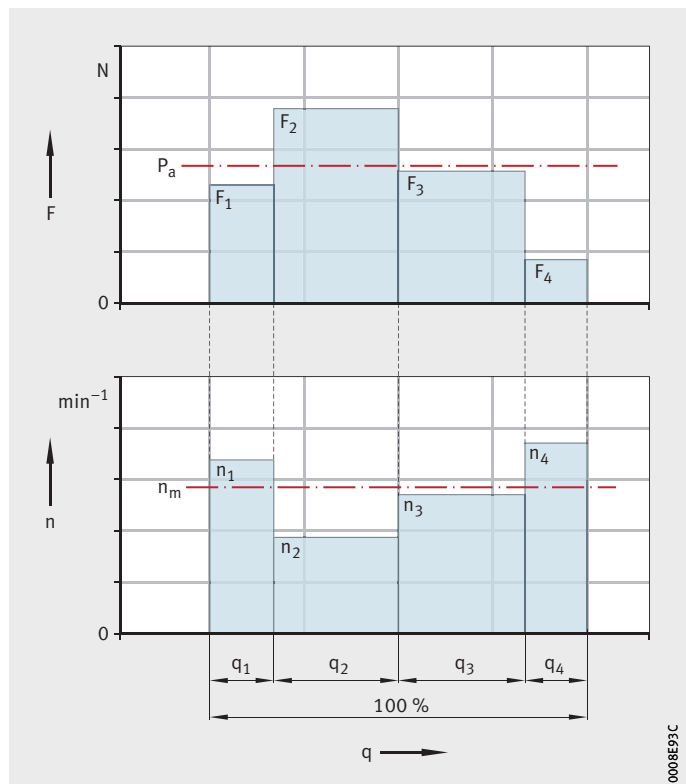 N
F₂
Pₐ
F₁
F₃
F
F₄
0
min⁻¹
n₁
n₄
nₘ
n₃
n
n₂
0
q₁ q₂ q₃ q₄
100 %
q
0008E93C